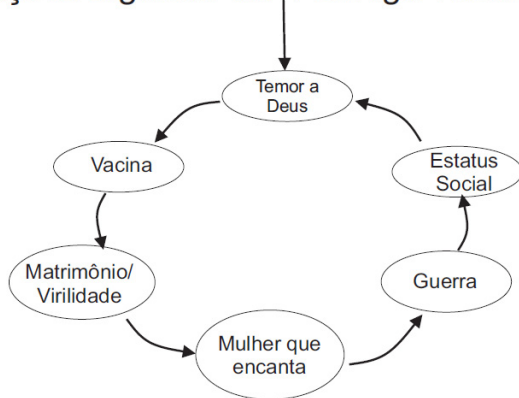 Temor a
Deus
Vacina
Matrimônio/
Virilidade
Mulher que
encanta
Guerra
Estatus
Social